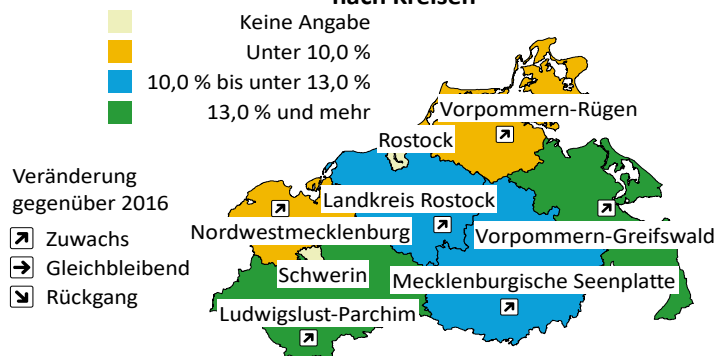 nach Kreisen
Keine Angabe
Unter 10,0 %
10,0 % bis unter 13,0 %
13,0 % und mehr
Vorpommern-Rügen
Rostock
Veränderung
gegenüber 2016
Zuwachs
Gleichbleibend
Rückgang
Landkreis Rostock
Nordwestmecklenburg
Vorpommern-Greifswald
Schwerin
Mecklenburgische Seenplatte
Ludwigslust-Parchim